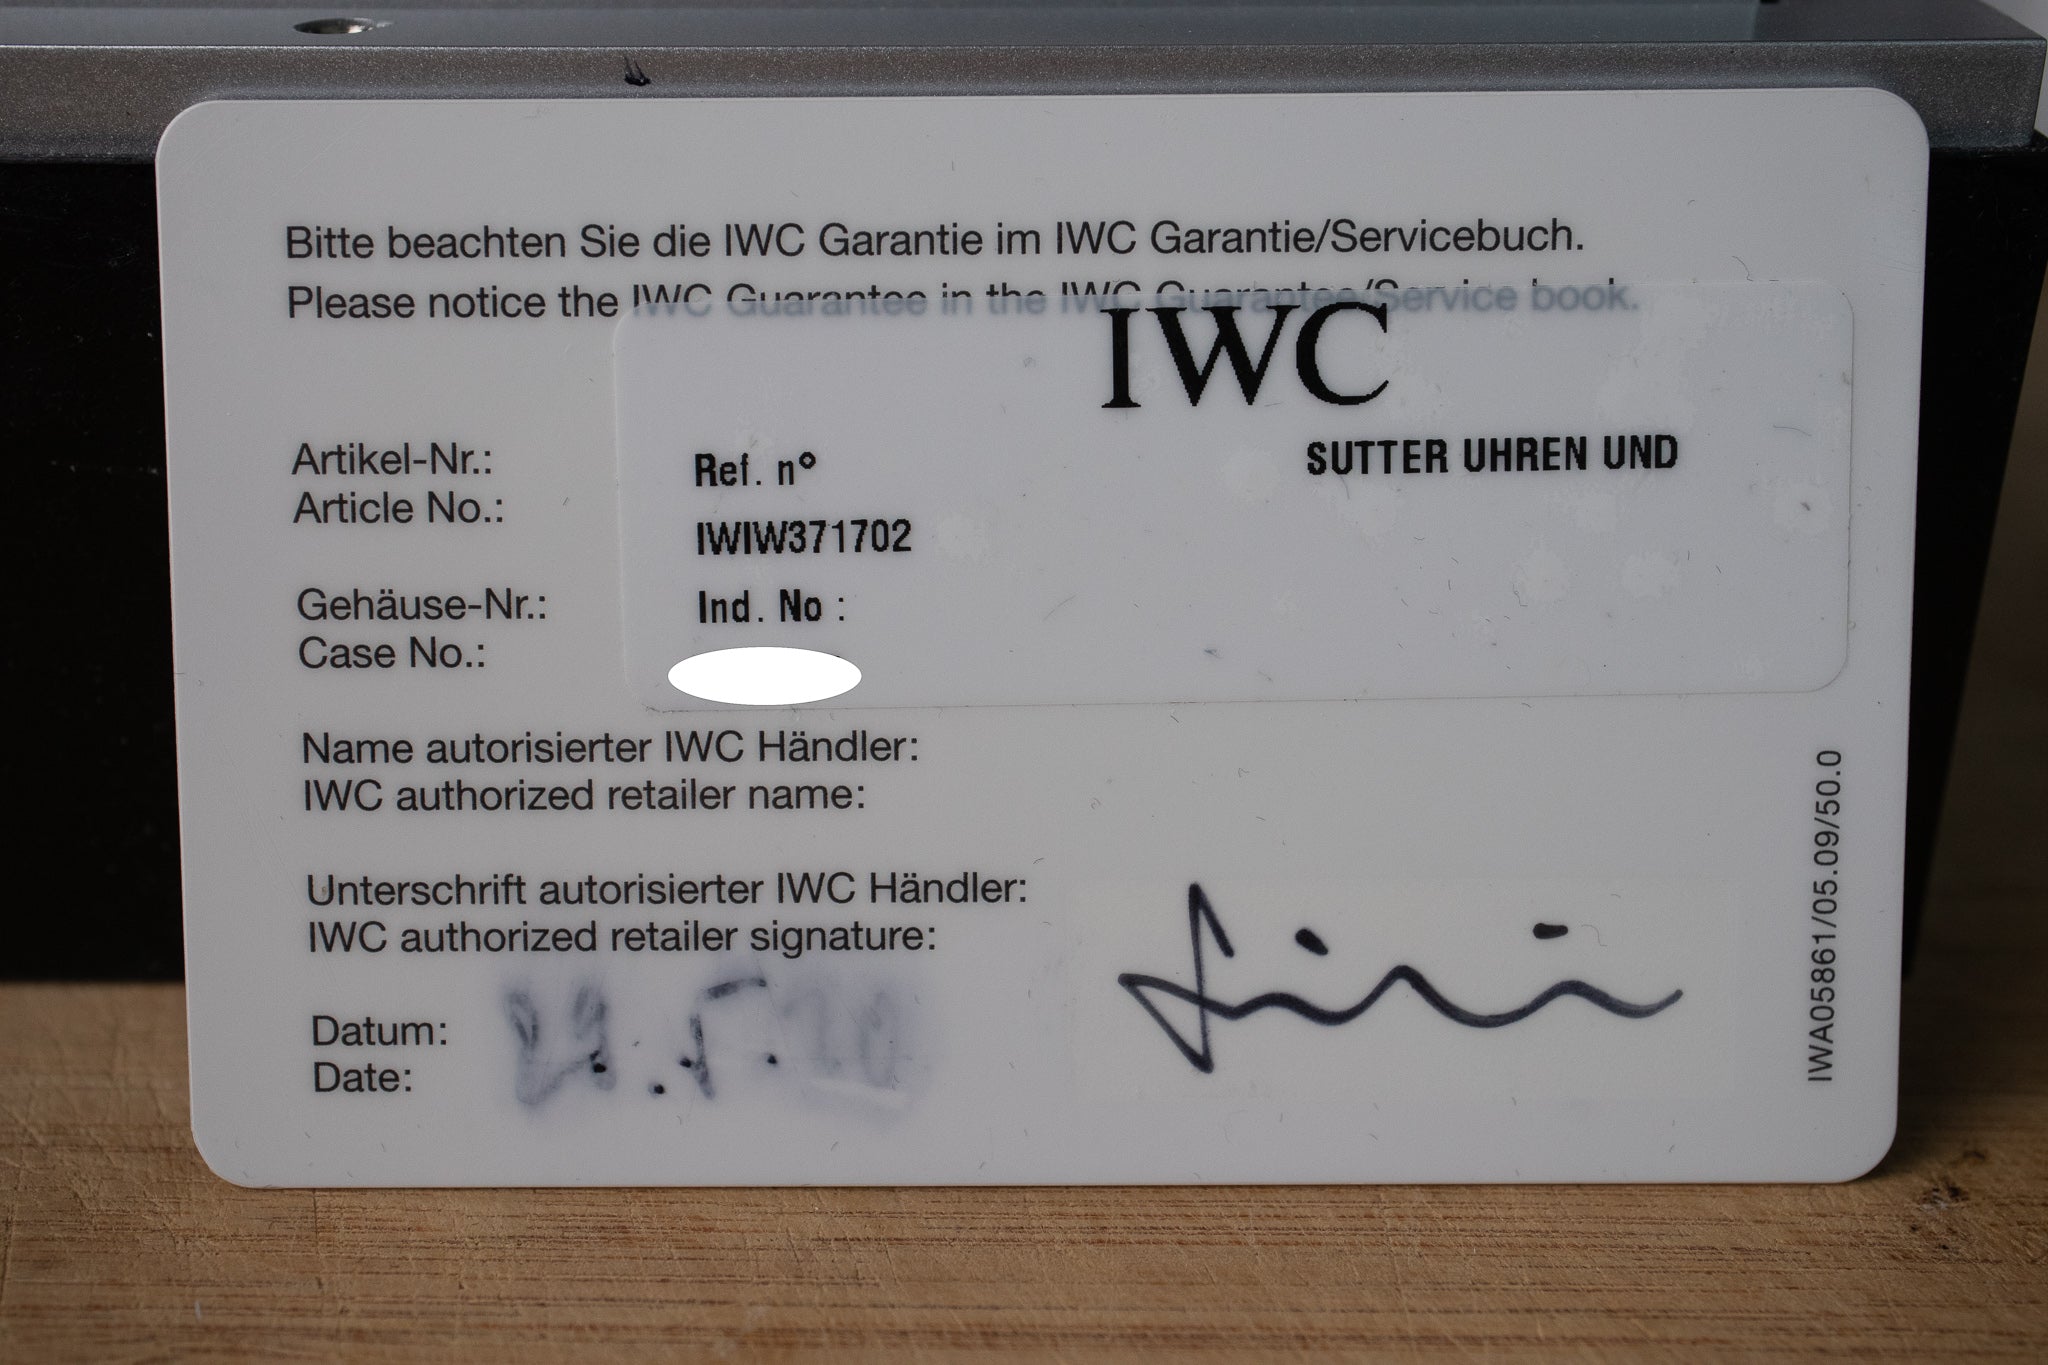 Bitte beachten Sie die IWC Garantie im IWC Garantie/Servicebuch.
Please notice the IWC Guarantee in the IWC Guarantee/Service book.
IWC
Artikel-Nr.:
Article No.:
Ref. nº
SUTTER UHREN UND
IWIW371702
Gehäuse-Nr.:
Case No.:
Ind. No :
Name autorisierter IWC Händler:
IWC authorized retailer name:
Unterschrift autorisierter IWC Händler:
IWC authorized retailer signature:
Datum:
Date:
IWA05861/05.09/50.0